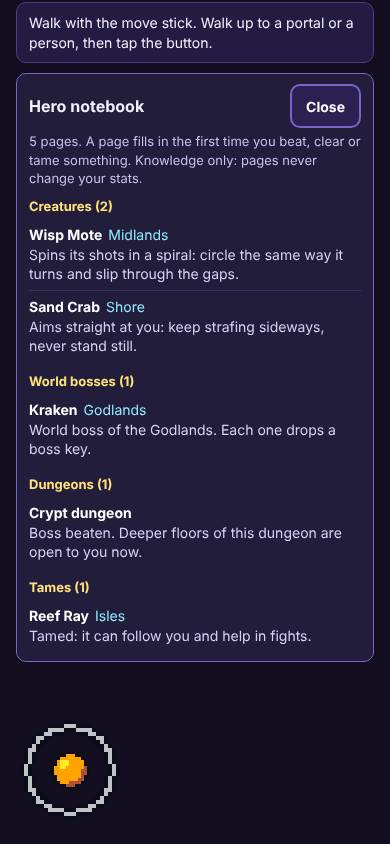 Walk with the move stick. Walk up to a portal or a
person, then tap the button.
Hero notebook
Close
5 pages. A page fills in the first time you beat, clear or
tame something. Knowledge only: pages never
change your stats.
Creatures (2)
Wisp Mote Midlands
Spins its shots in a spiral: circle the same way it
turns and slip through the gaps.
Sand Crab Shore
Aims straight at you: keep strafing sideways,
never stand still.
World bosses (1)
Kraken Godlands
World boss of the Godlands. Each one drops a
boss key.
Dungeons (1)
Crypt dungeon
Boss beaten. Deeper floors of this dungeon are
open to you now.
Tames (1)
Reef Ray Isles
Tamed: it can follow you and help in fights.